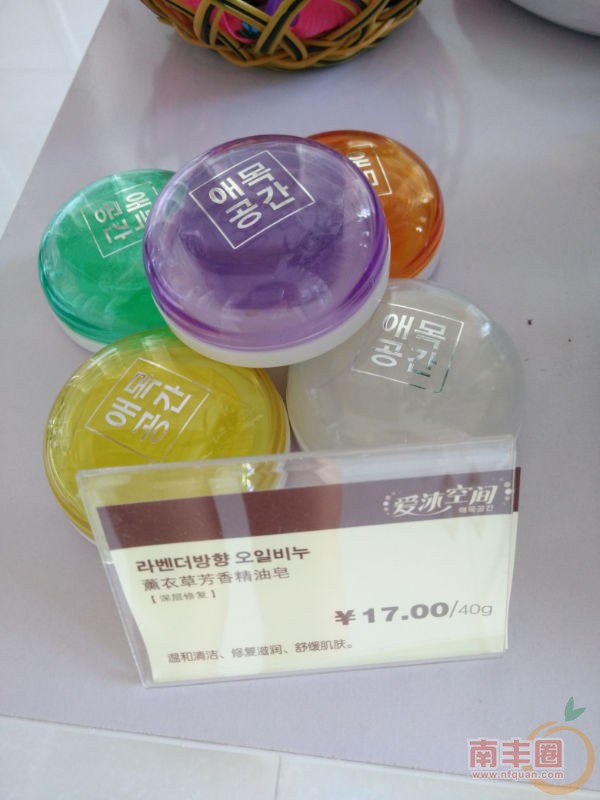 애목
공간
애목
공간
애목
애목
공간
애목
공간
爱沐空间
애목공간
라벤더방향 오일비누
薰衣草芳香精油皂
[深层修复]
¥17.00/40g
温和清洁、修复滋润、舒缓肌肤。
南丰圈
www.nfquan.com